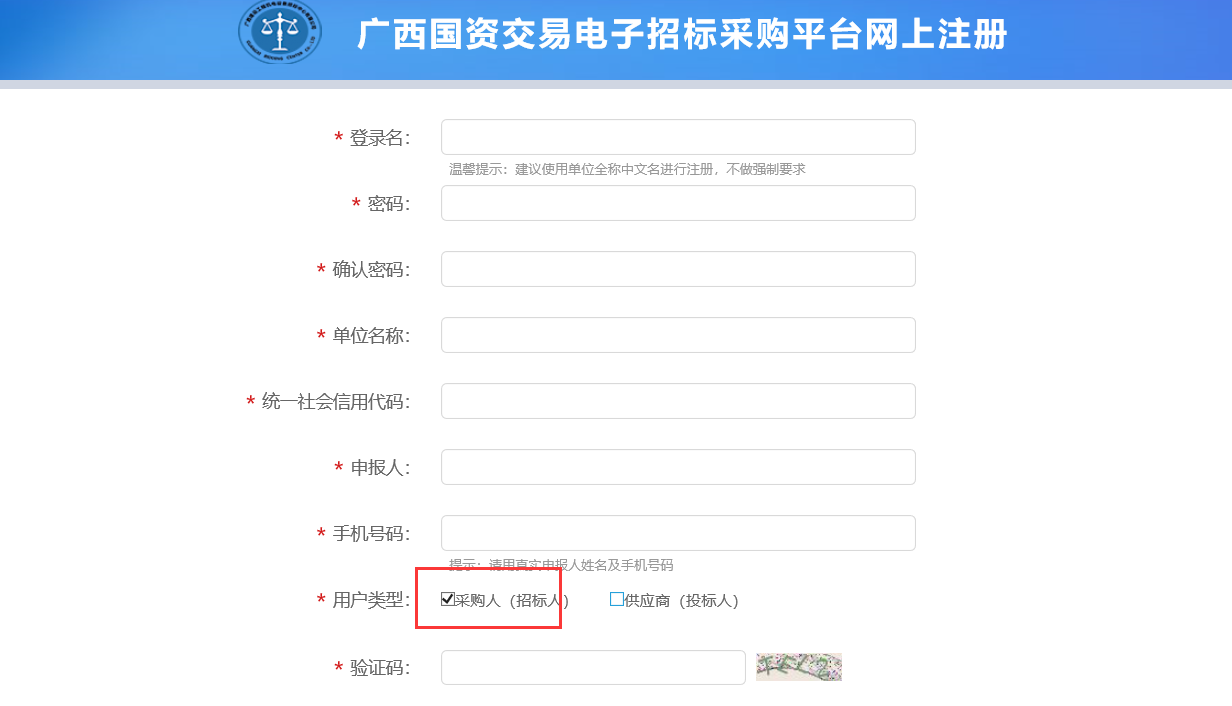 广西国资交易电子招标采购平台网上注册
* 登录名：
温馨提示：建议使用单位全称中文名进行注册，不做强制要求
* 密码：
* 确认密码：
* 单位名称：
* 统一社会信用代码：
* 申报人：
* 手机号码：
提示：请用真实申报人姓名及手机号码
* 用户类型： 采购人（招标人） 供应商（投标人）
* 验证码：